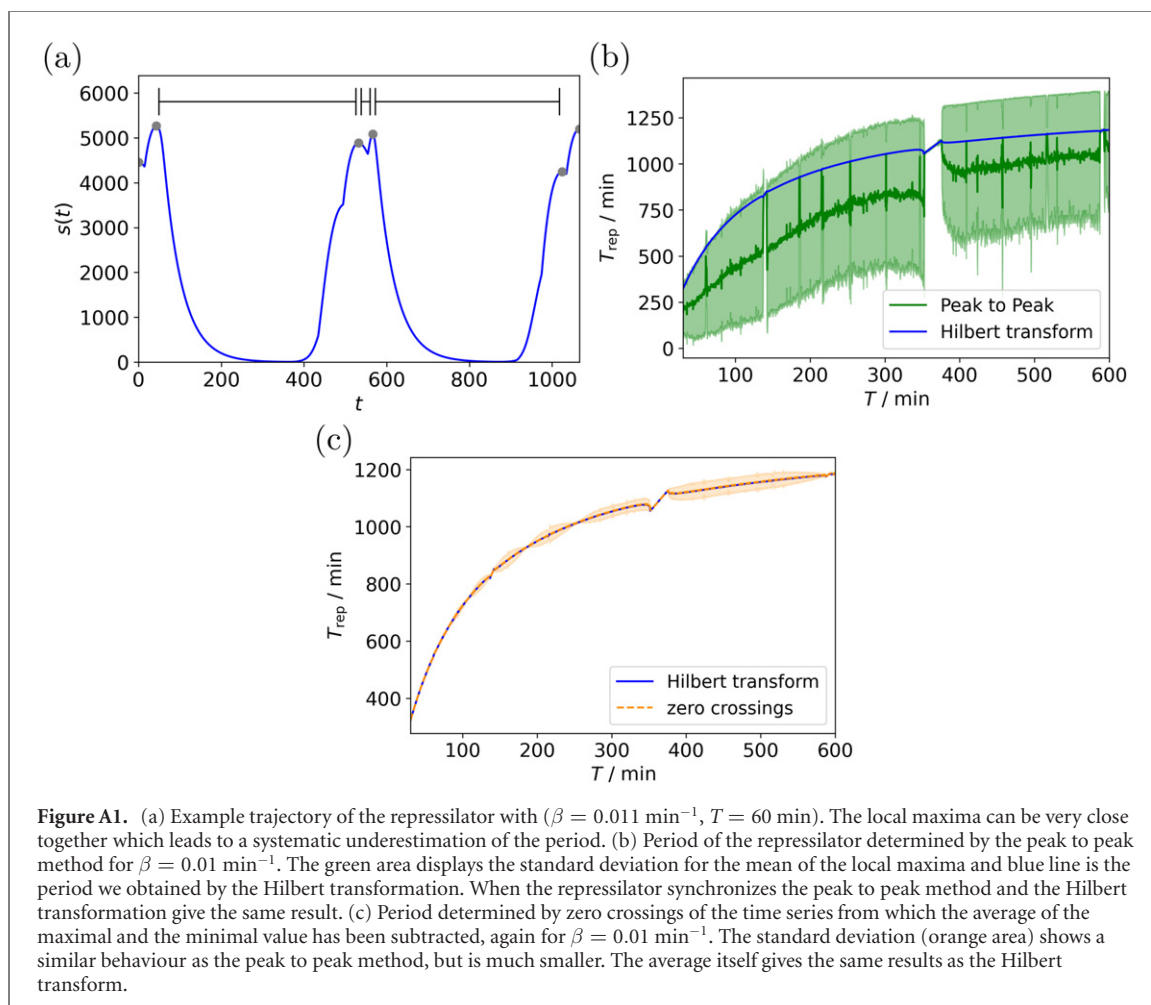 (a)
6000
5000
4000
3000
2000
1000
0
s(t)
0 200 400 600 800 1000
t
(b)
1250
1000
750
500
250
0
T_rep / min
Peak to Peak
Hilbert transform
100 200 300 400 500 600
T / min
(c)
1200
1000
800
600
400
T_rep / min
Hilbert transform
zero crossings
100 200 300 400 500 600
T / min
Figure A1. (a) Example trajectory of the repressilator with (β = 0.011 min⁻¹, T = 60 min). The local maxima can be very close
together which leads to a systematic underestimation of the period. (b) Period of the repressilator determined by the peak to peak
method for β = 0.01 min⁻¹. The green area displays the standard deviation for the mean of the local maxima and blue line is the
period we obtained by the Hilbert transformation. When the repressilator synchronizes the peak to peak method and the Hilbert
transformation give the same result. (c) Period determined by zero crossings of the time series from which the average of the
maximal and the minimal value has been subtracted, again for β = 0.01 min⁻¹. The standard deviation (orange area) shows a
similar behaviour as the peak to peak method, but is much smaller. The average itself gives the same results as the Hilbert
transform.